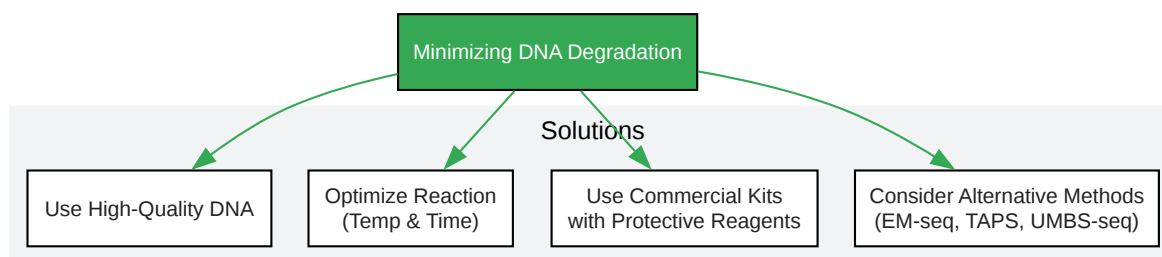 Minimizing DNA Degradation
Solutions
Use High-Quality DNA
Optimize Reaction
(Temp & Time)
Use Commercial Kits
with Protective Reagents
Consider Alternative Methods
(EM-seq, TAPS, UMBS-seq)